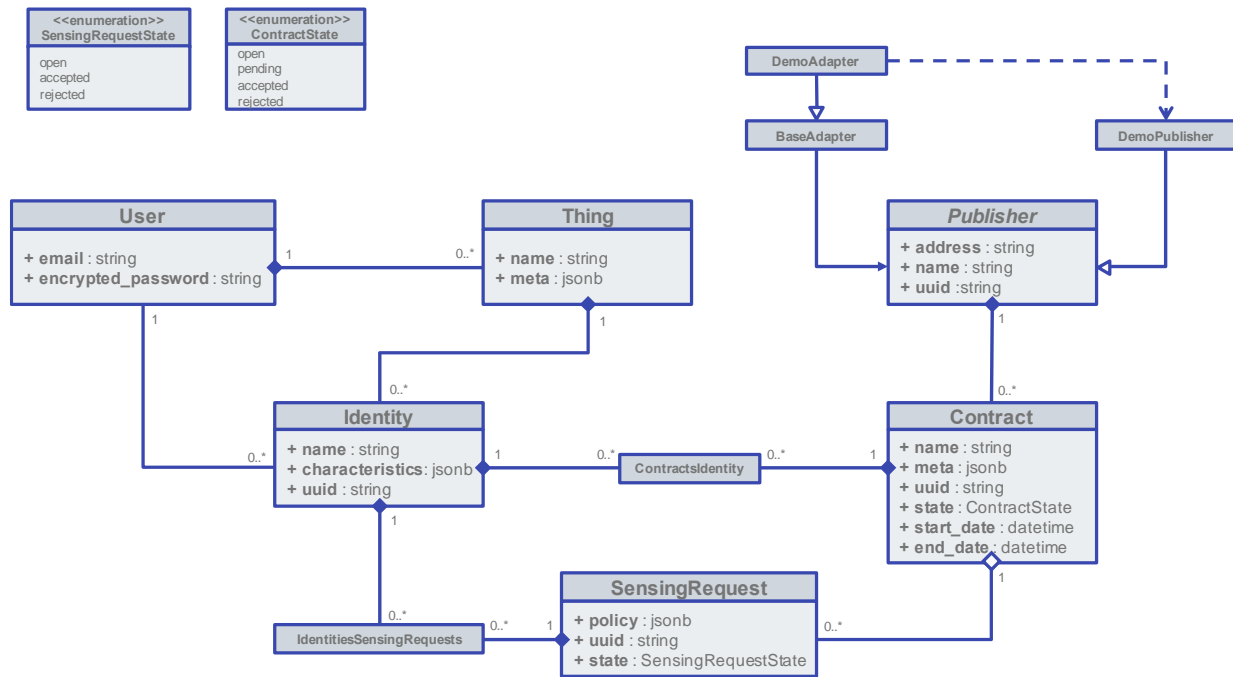 <<enumeration>>
SensingRequestState
open
accepted
rejected
<<enumeration>>
ContractState
open
pending
accepted
rejected
DemoAdapter
BaseAdapter
DemoPublisher
User
+ email : string
+ encrypted_password : string
1
0..*
1
Thing
+ name : string
+ meta : jsonb
1
Publisher
+ address : string
+ name : string
+ uuid :string
1
0..*
0..*
0..*
Identity
+ name : string
+ characteristics: jsonb
+ uuid : string
1
0..*
ContractsIdentity
0..*
1
Contract
+ name : string
+ meta : jsonb
+ uuid : string
+ state : ContractState
+ start_date : datetime
+ end_date : datetime
1
1
0..*
IdentitiesSensingRequests
0..*
1
SensingRequest
+ policy : jsonb
+ uuid : string
+ state : SensingRequestState
0..*